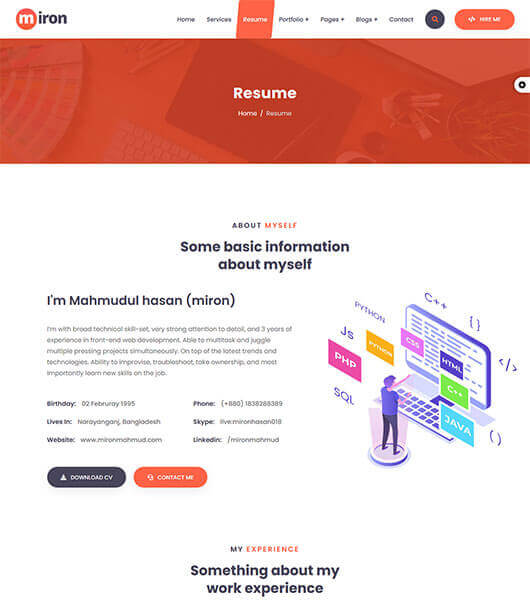 miron
Home Services Resume Portfolio + Pages + Blogs + Contact HIRE ME
Resume
Home / Resume
ABOUT MYSELF
Some basic information
about myself
I'm Mahmudul hasan (miron)
I'm with broad technical skill-set, very strong attention to detail, and 3 years of
experience in front-end web development. Able to multitask and juggle
multiple pressing projects simultaneously. On top of the latest trends and
technologies. Ability to improvise, troubleshoot, take ownership, and most
importantly learn new skills on the job.
Birthday: 02 Februray 1995
Phone: (+880) 1838288389
Lives In: Narayanganj, Bangladesh
Skype: live:mironhasan018
Website: www.mironmahmud.com
Linkedin: /mironmahmud
DOWNLOAD CV
CONTACT ME
C++
PYTHON
{}
JS
CSS
PYTHON
PHP
HTML
</>
SQL
C++
JAVA
()
MY EXPERIENCE
Something about my
work experience